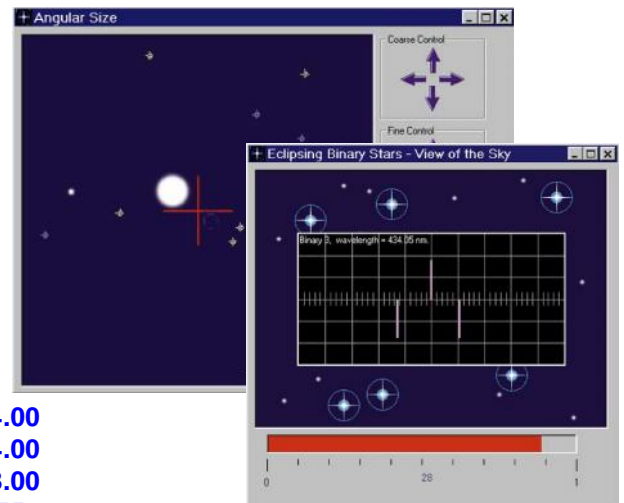 Angular Size
Coarse Control
Fine Control
Eclipsing Binary Stars - View of the Sky
Binary 3, wavelength = 434.05 nm.
0
28
1
.00
.00
.00